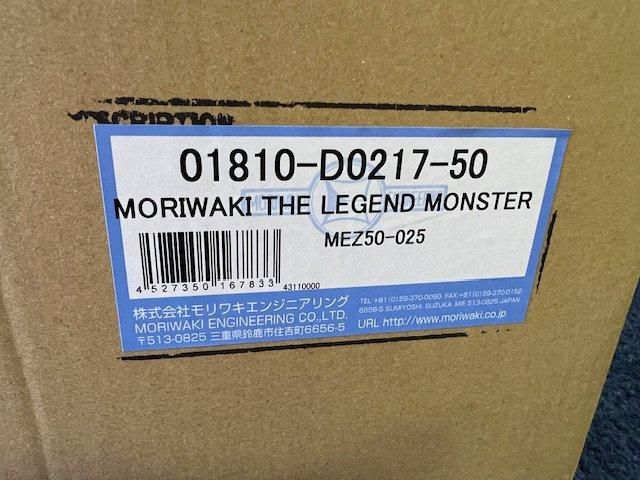 DESCRIPTION
01810-D0217-50
MORIWAKI THE LEGEND MONSTER
MEZ50-025
4 527350 167833
43110000
株式会社モリワキエンジニアリング
MORIWAKI ENGINEERING CO.,LTD.
〒513-0825 三重県鈴鹿市住吉町6656-5
TEL +81(0)59-370-0090 FAX+81(0)59-370-0152
6656-5 SUMIYOSHI, SUZUKA MIE 513-0825 JAPAN
URL http://www.moriwaki.co.jp